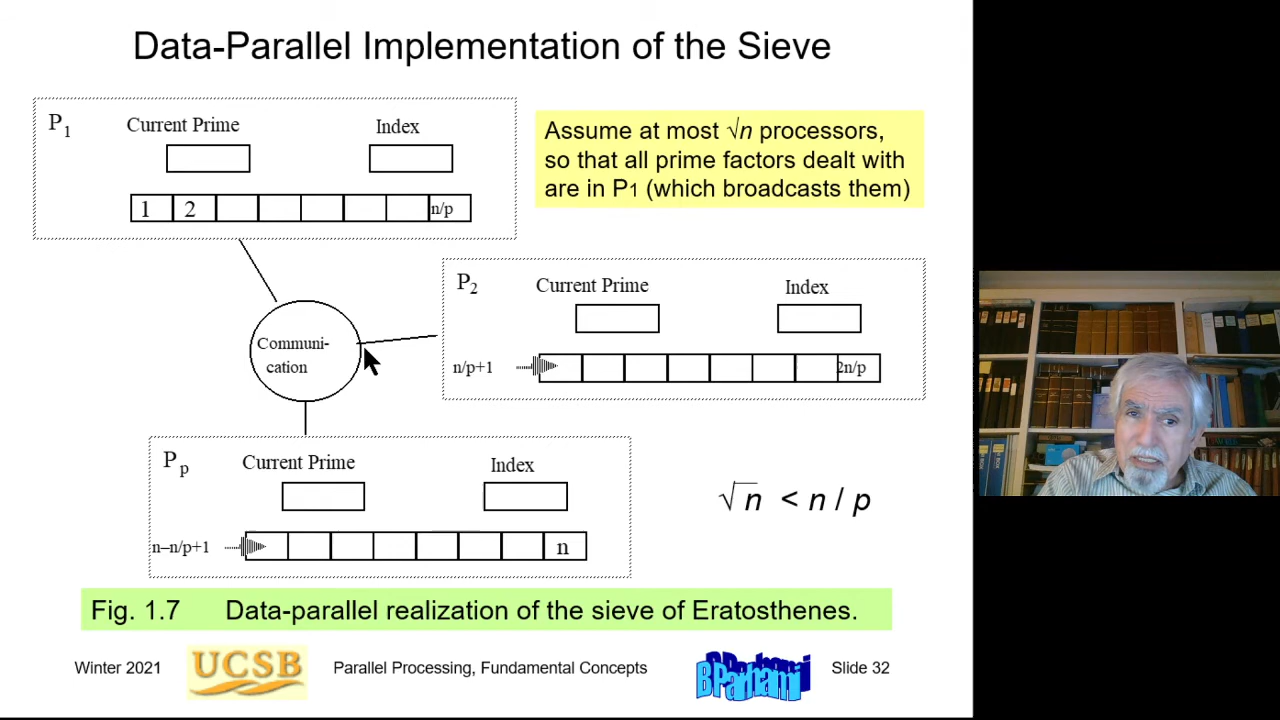 Data-Parallel Implementation of the Sieve
P1
Current Prime
Index
1 2 n/p
Assume at most √n processors,
so that all prime factors dealt with
are in P1 (which broadcasts them)
P2
Current Prime
Index
Communi-
cation
n/p+1
2n/p
Pp
Current Prime
Index
√n < n / p
n–n/p+1
n
Fig. 1.7 Data-parallel realization of the sieve of Eratosthenes.
Winter 2021
UCSB
Parallel Processing, Fundamental Concepts
BParhami
Slide 32